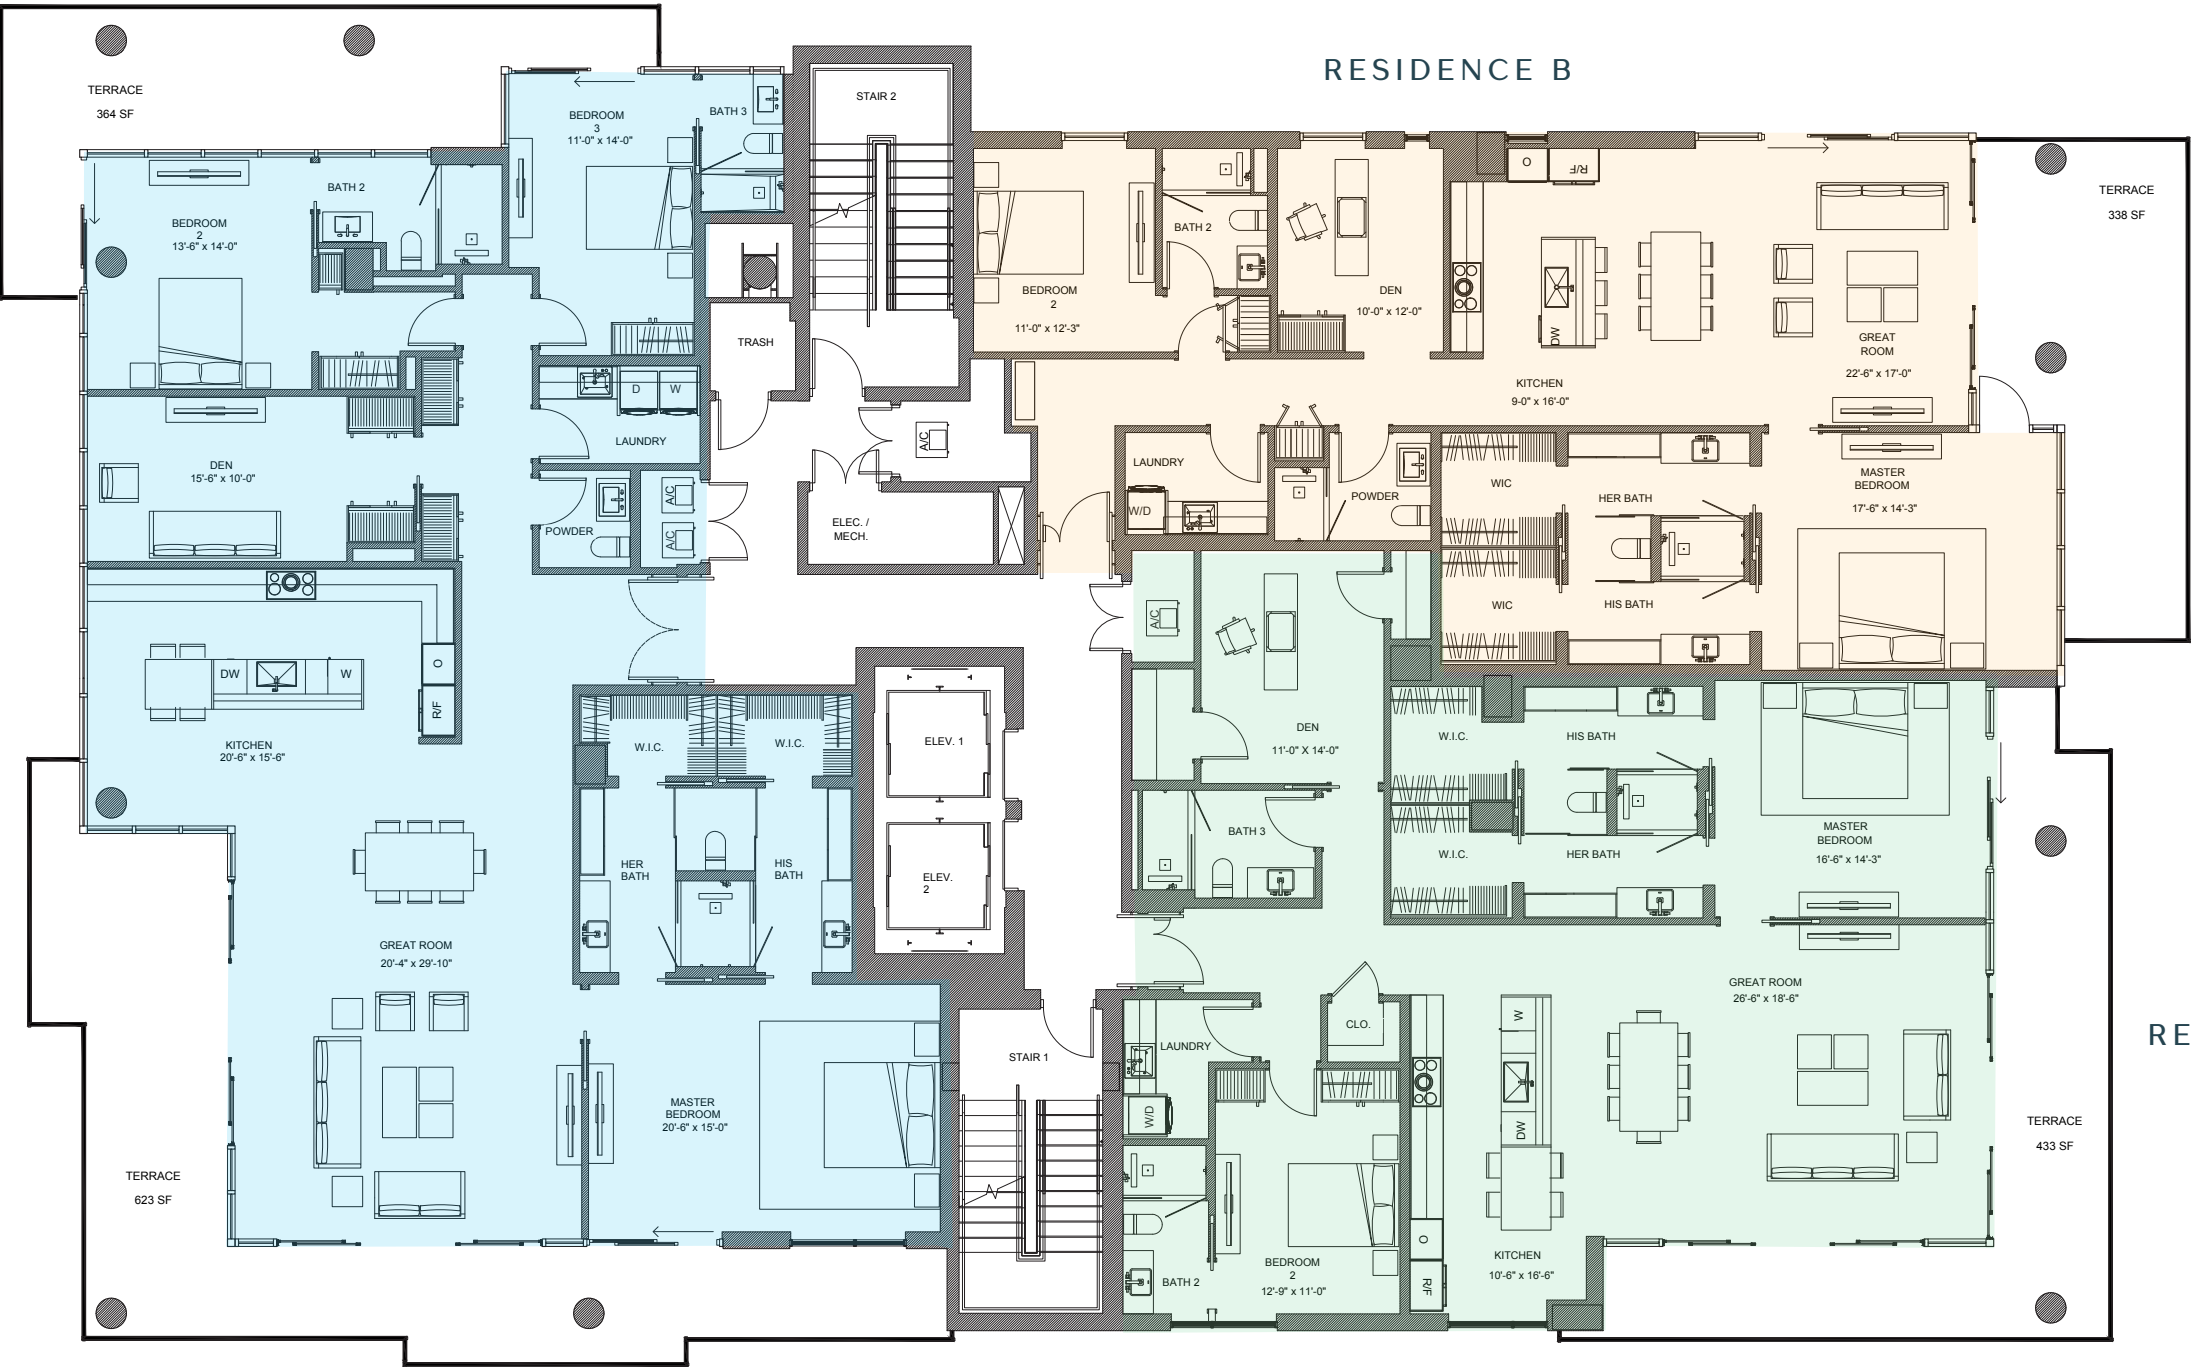 RESIDENCE B
TERRACE
364 SF
BEDROOM
3
11'-0" x 14'-0"
BATH 3
BATH 2
BEDROOM
2
13'-6" x 14'-0"
DEN
15'-6" x 10'-0"
D
W
LAUNDRY
POWDER
A/C
A/C
DW
W
O
R/F
KITCHEN
20'-6" x 15'-6"
W.I.C.
W.I.C.
HER
BATH
HIS
BATH
GREAT ROOM
20'-4" x 29'-10"
MASTER
BEDROOM
20'-6" x 15'-0"
TERRACE
623 SF
STAIR 2
TRASH
A/C
ELEC. /
MECH.
ELEV. 1
ELEV.
2
STAIR 1
BEDROOM
2
11'-0" x 12'-3"
BATH 2
DEN
10'-0" x 12'-0"
O
R/F
DW
KITCHEN
9-0" x 16'-0"
GREAT
ROOM
22'-6" x 17'-0"
TERRACE
338 SF
LAUNDRY
W/D
POWDER
WIC
WIC
HER BATH
HIS BATH
MASTER
BEDROOM
17'-6" x 14'-3"
A/C
DEN
11'-0" X 14'-0"
BATH 3
W.I.C.
W.I.C.
HIS BATH
HER BATH
MASTER
BEDROOM
16'-6" x 14'-3"
GREAT ROOM
26'-6" x 18'-6"
CLO.
LAUNDRY
W/D
BATH 2
BEDROOM
2
12'-9" x 11'-0"
W
DW
O
R/F
KITCHEN
10'-6" x 16'-6"
TERRACE
433 SF
RE